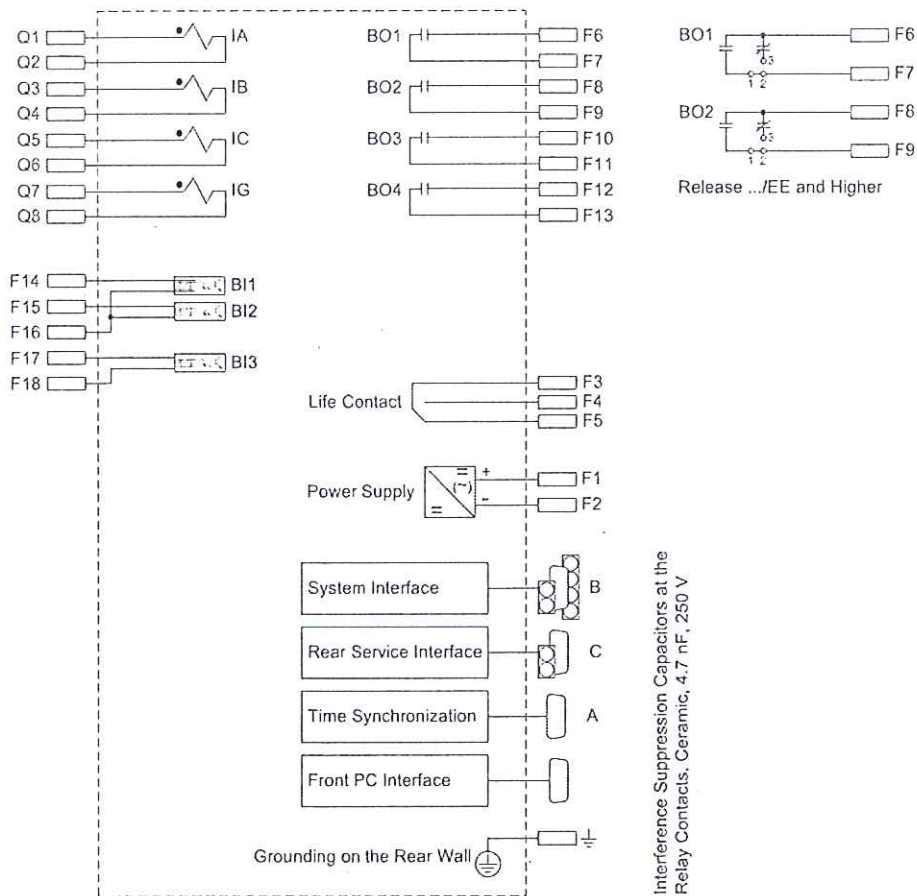 Q1 IA BO1 F6 BO1 F6
Q2 F7
Q3 IB BO2 F8 1 2 3 F7
Q4 F9 BO2 F8
Q5 IC BO3 F10
Q6 F11 1 2 3 F9
Q7 IG BO4 F12 Release .../EE and Higher
Q8 F13
F14 BI1
F15 BI2
F16
F17 BI3
F18
F3
Life Contact F4
F5
+ F1
Power Supply (~)
- F2
System Interface B
Rear Service Interface C
Time Synchronization A
Front PC Interface
Grounding on the Rear Wall
Interference Suppression Capacitors at the
Relay Contacts, Ceramic, 4.7 nF, 250 V